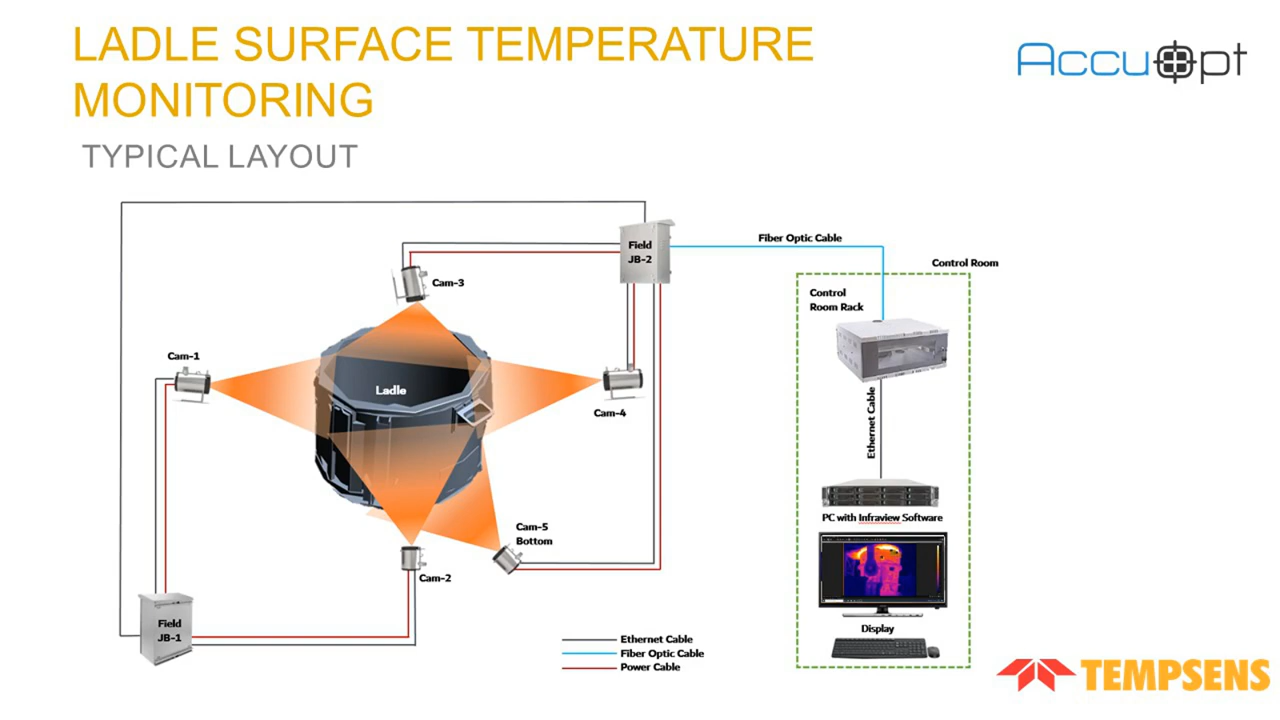 LADLE SURFACE TEMPERATURE
MONITORING
AccuOpt
TYPICAL LAYOUT
Field
JB-2
Fiber Optic Cable
Control Room
Cam-3
Control
Room Rack
Cam-1
Ladle
Cam-4
Ethernet Cable
PC with Infraview Software
Cam-5
Bottom
Cam-2
Field
JB-1
Display
Ethernet Cable
Fiber Optic Cable
Power Cable
TEMPSENS